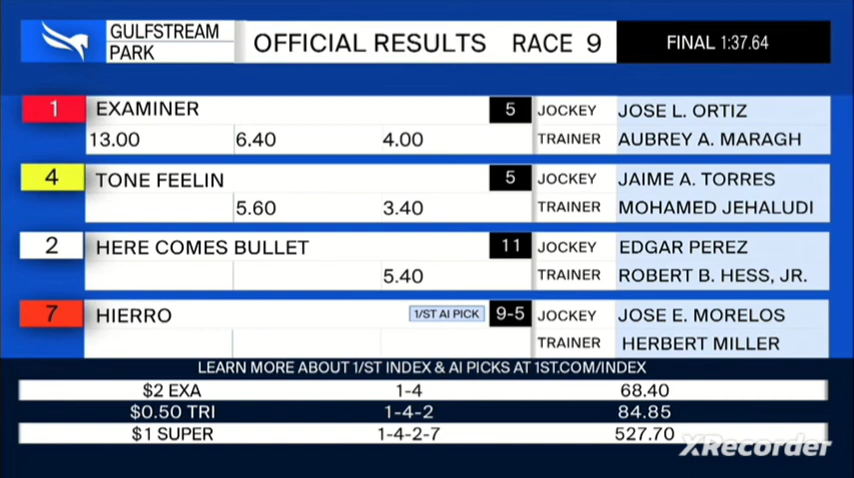 GULFSTREAM
PARK
OFFICIAL RESULTS RACE 9
FINAL 1:37.64
1 EXAMINER 5 JOCKEY JOSE L. ORTIZ
13.00 6.40 4.00 TRAINER AUBREY A. MARAGH
4 TONE FEELIN 5 JOCKEY JAIME A. TORRES
5.60 3.40 TRAINER MOHAMED JEHALUDI
2 HERE COMES BULLET 11 JOCKEY EDGAR PEREZ
5.40 TRAINER ROBERT B. HESS, JR.
7 HIERRO 1/ST AI PICK 9-5 JOCKEY JOSE E. MORELOS
TRAINER HERBERT MILLER
LEARN MORE ABOUT 1/ST INDEX & AI PICKS AT 1ST.COM/INDEX
$2 EXA 1-4 68.40
$0.50 TRI 1-4-2 84.85
$1 SUPER 1-4-2-7 527.70
XRecorder